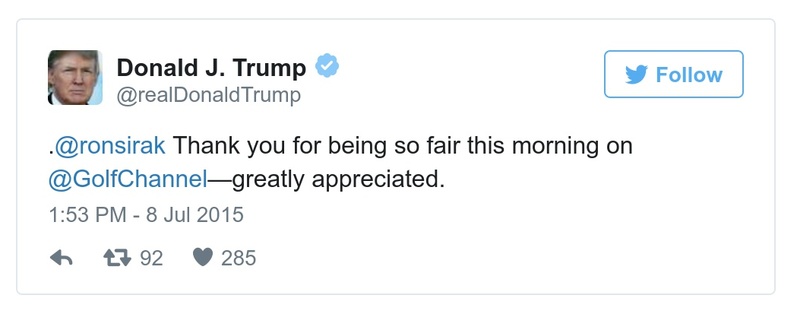 Donald J. Trump
@realDonaldTrump
Follow
.@ronsirak Thank you for being so fair this morning on
@GolfChannel—greatly appreciated.
1:53 PM - 8 Jul 2015
92 285